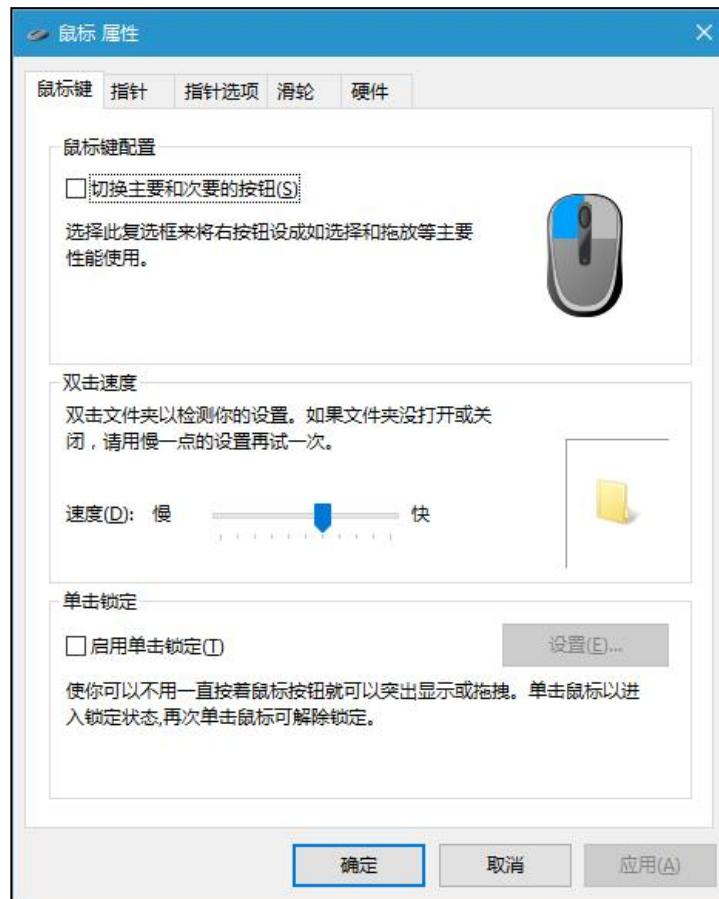 鼠标 属性
鼠标键 指针 指针选项 滑轮 硬件
鼠标键配置
切换主要和次要的按钮(S)
选择此复选框来将右按钮设成如选择和拖放等主要
性能使用。
双击速度
双击文件夹以检测你的设置。如果文件夹没打开或关
闭，请用慢一点的设置再试一次。
速度(D): 慢 快
单击锁定
启用单击锁定(T)
设置(E)...
使你可以不用一直按着鼠标按钮就可以突出显示或拖拽。单击鼠标以进
入锁定状态,再次单击鼠标可解除锁定。
确定 取消 应用(A)